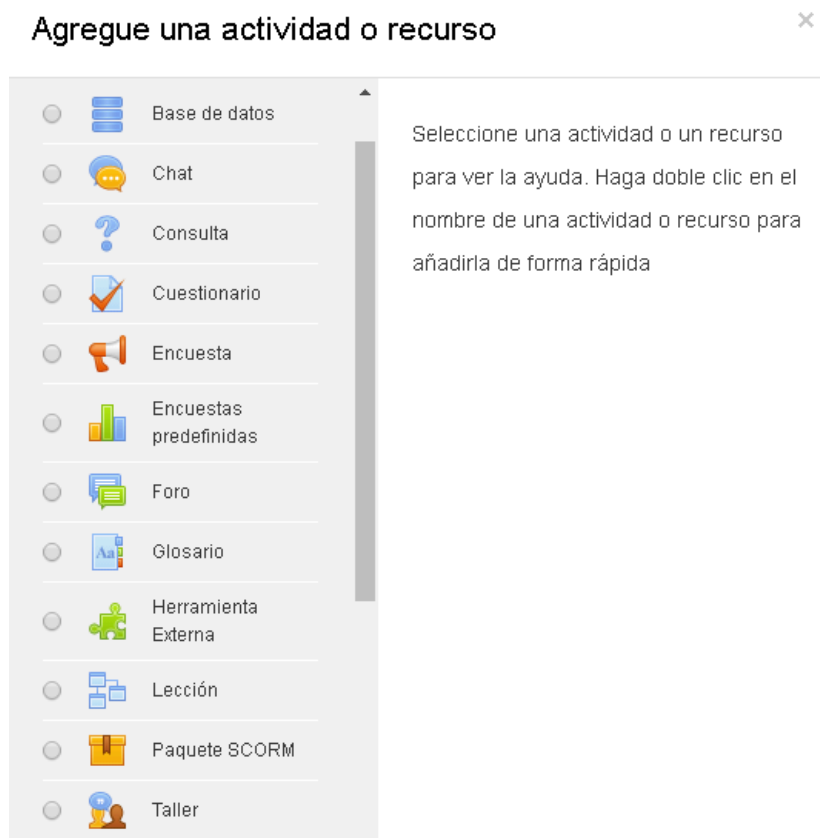 Agregue una actividad o recurso
×
Base de datos
Chat
Consulta
Cuestionario
Encuesta
Encuestas
predefinidas
Foro
Aa
Glosario
Herramienta
Externa
Lección
Paquete SCORM
Taller
Seleccione una actividad o un recurso
para ver la ayuda. Haga doble clic en el
nombre de una actividad o recurso para
añadirla de forma rápida